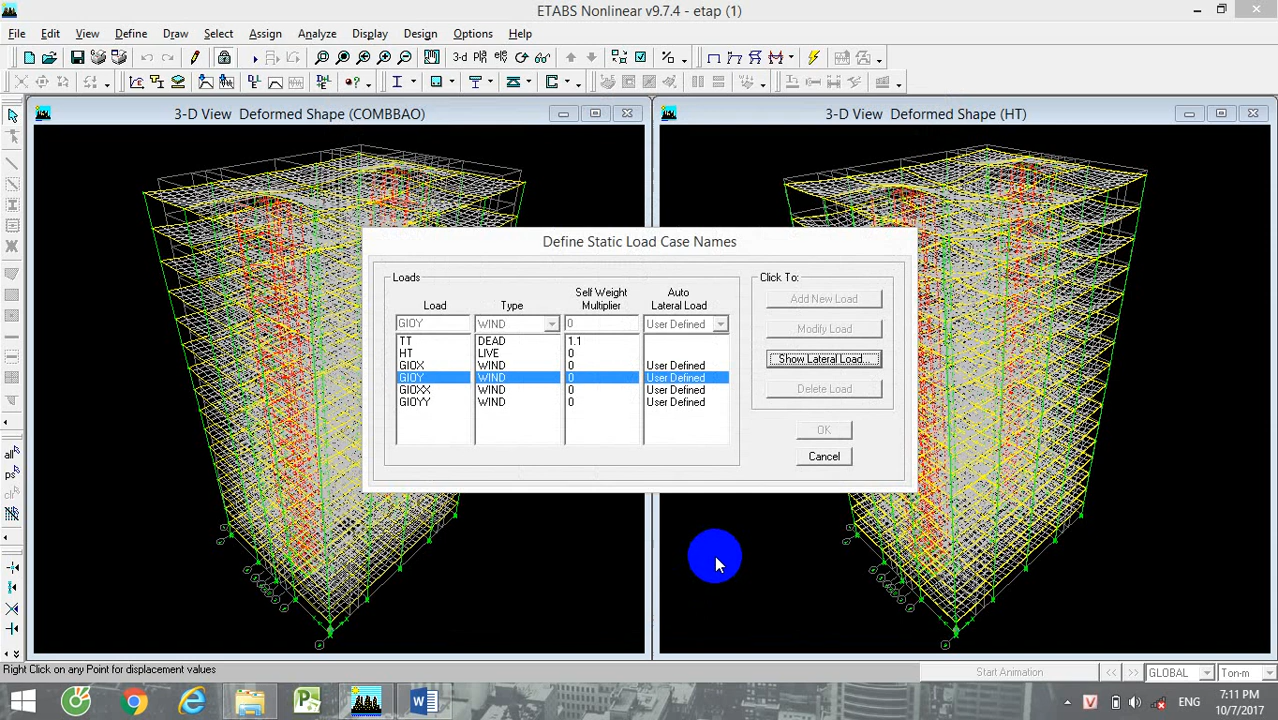 ETABS Nonlinear v9.7.4 - etap (1)
File Edit View Define Draw Select Assign Analyze Display Design Options Help
3-D View Deformed Shape (COMBBAO)
3-D View Deformed Shape (HT)
Define Static Load Case Names
Loads
Load Type Self Weight Multiplier Auto Lateral Load
GIOY WIND 0 User Defined
TT DEAD 1.1
HT LIVE 0
GIOX WIND 0 User Defined
GIOY WIND 0 User Defined
GIOXX WIND 0 User Defined
GIOYY WIND 0 User Defined
Click To:
Add New Load
Modify Load
Show Lateral Load...
Delete Load
OK
Cancel
Right Click on any Point for displacement values
Start Animation << >> GLOBAL Ton-m
ENG
7:11 PM
10/7/2017